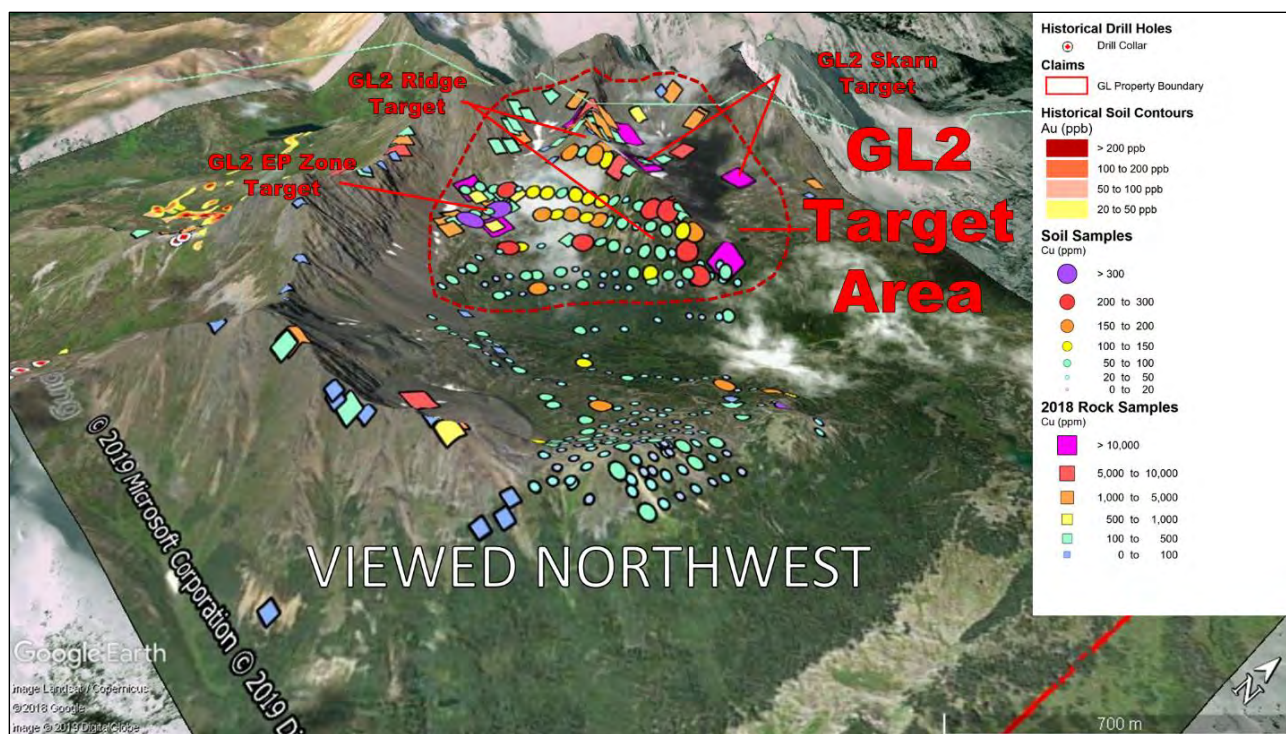 GL2 Ridge
Target
GL2 Skarn
Target
GL2 EP Zone
Target
GL2
Target
Area
VIEWED NORTHWEST
bing
© 2019 Microsoft Corporation © 2019 Di
Google Earth
Image Landsat / Copernicus
© 2018 Google
Image © 2019 DigitalGlobe
700 m
N
Historical Drill Holes
Drill Collar
Claims
GL Property Boundary
Historical Soil Contours
Au (ppb)
> 200 ppb
100 to 200 ppb
50 to 100 ppb
20 to 50 ppb
Soil Samples
Cu (ppm)
> 300
200 to 300
150 to 200
100 to 150
50 to 100
20 to 50
0 to 20
2018 Rock Samples
Cu (ppm)
> 10,000
5,000 to 10,000
1,000 to 5,000
500 to 1,000
100 to 500
0 to 100